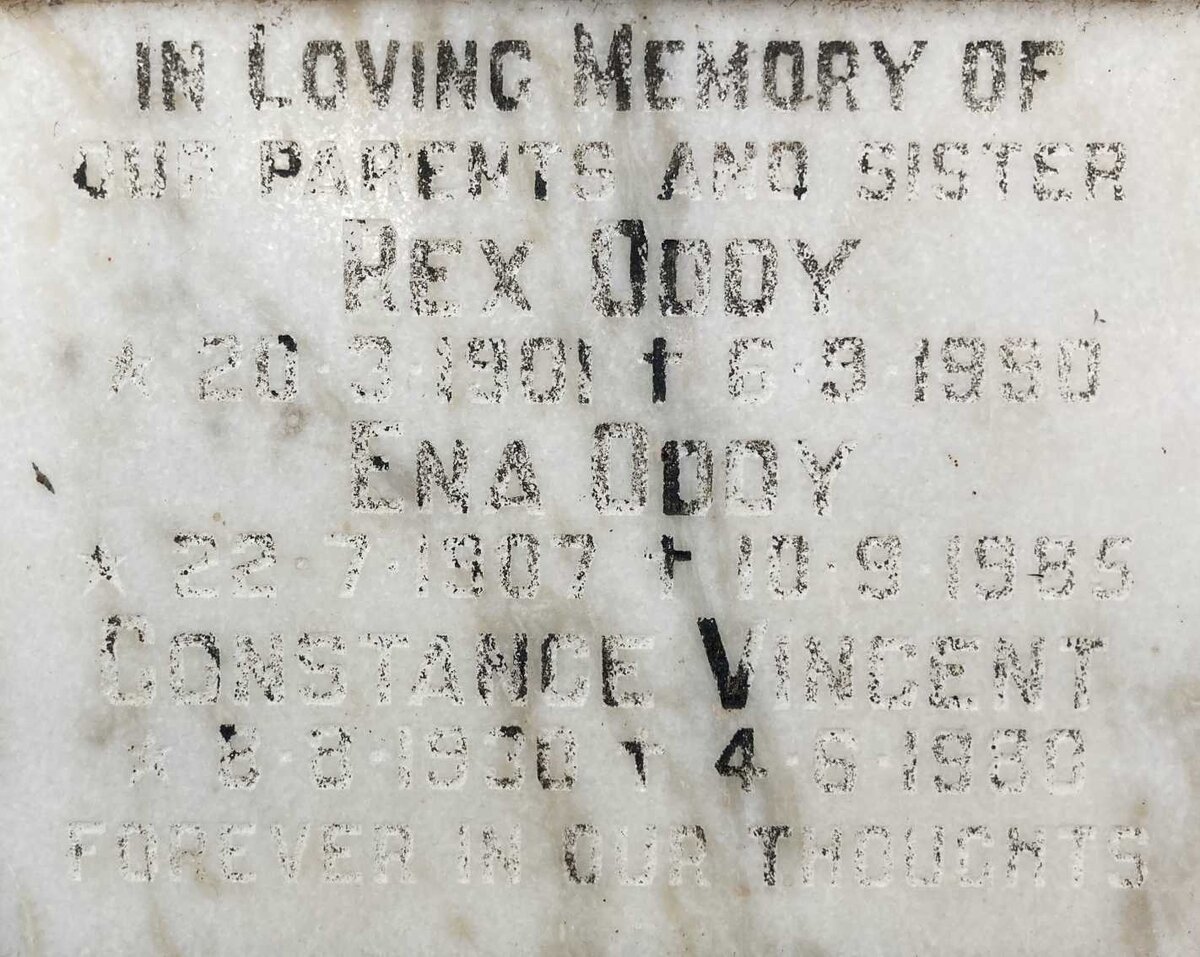 IN LOVING MEMORY OF
OUR PARENTS AND SISTER
REX ODDY
★ 20·3·1901 † 6·9·1990
ENA ODDY
★ 22·7·1907 † 10·9·1985
CONSTANCE VINCENT
★ 8·8·1930 † 4·6·1980
FOREVER IN OUR THOUGHTS